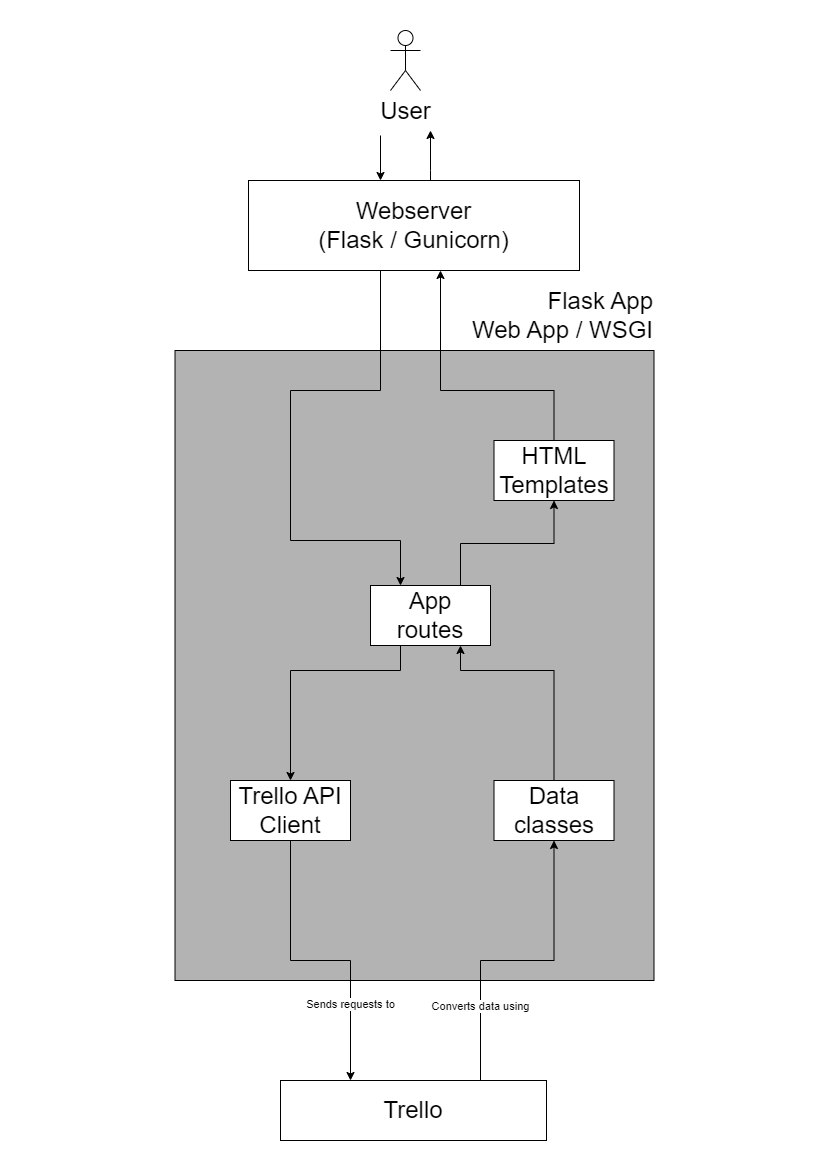 User
Webserver
(Flask / Gunicorn)
Flask App
Web App / WSGI
HTML
Templates
App
routes
Trello API
Client
Data
classes
Sends requests to
Converts data using
Trello